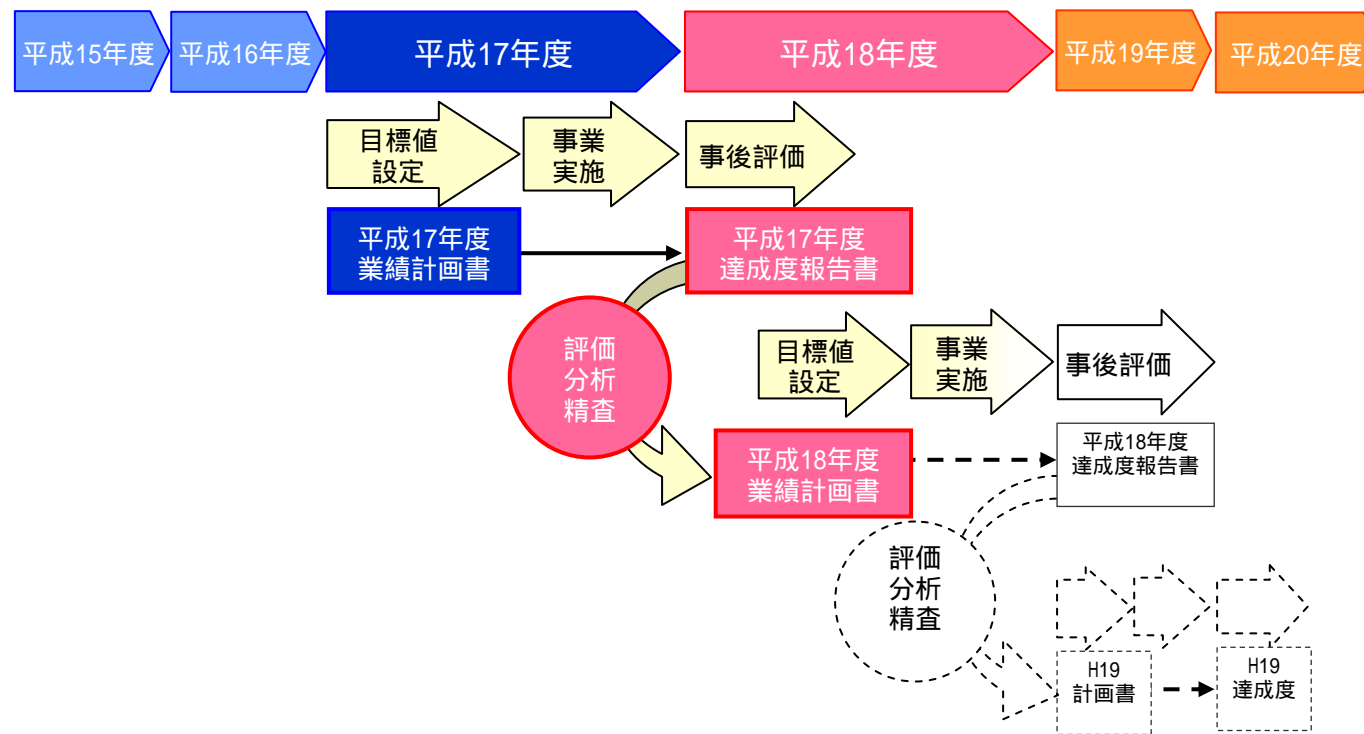 平成15年度
平成16年度
平成17年度
平成18年度
平成19年度
平成20年度
目標値
設定
事業
実施
事後評価
平成17年度
業績計画書
平成17年度
達成度報告書
評価
分析
精査
目標値
設定
事業
実施
事後評価
平成18年度
業績計画書
平成18年度
達成度報告書
評価
分析
精査
H19
計画書
H19
達成度